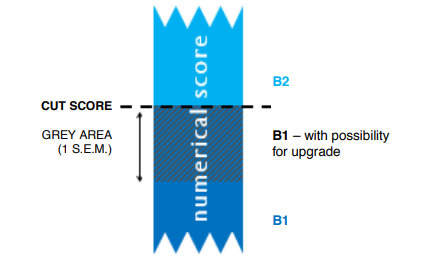 numerical score
B2
CUT SCORE
GREY AREA
(1 S.E.M.)
B1 – with possibility
for upgrade
B1